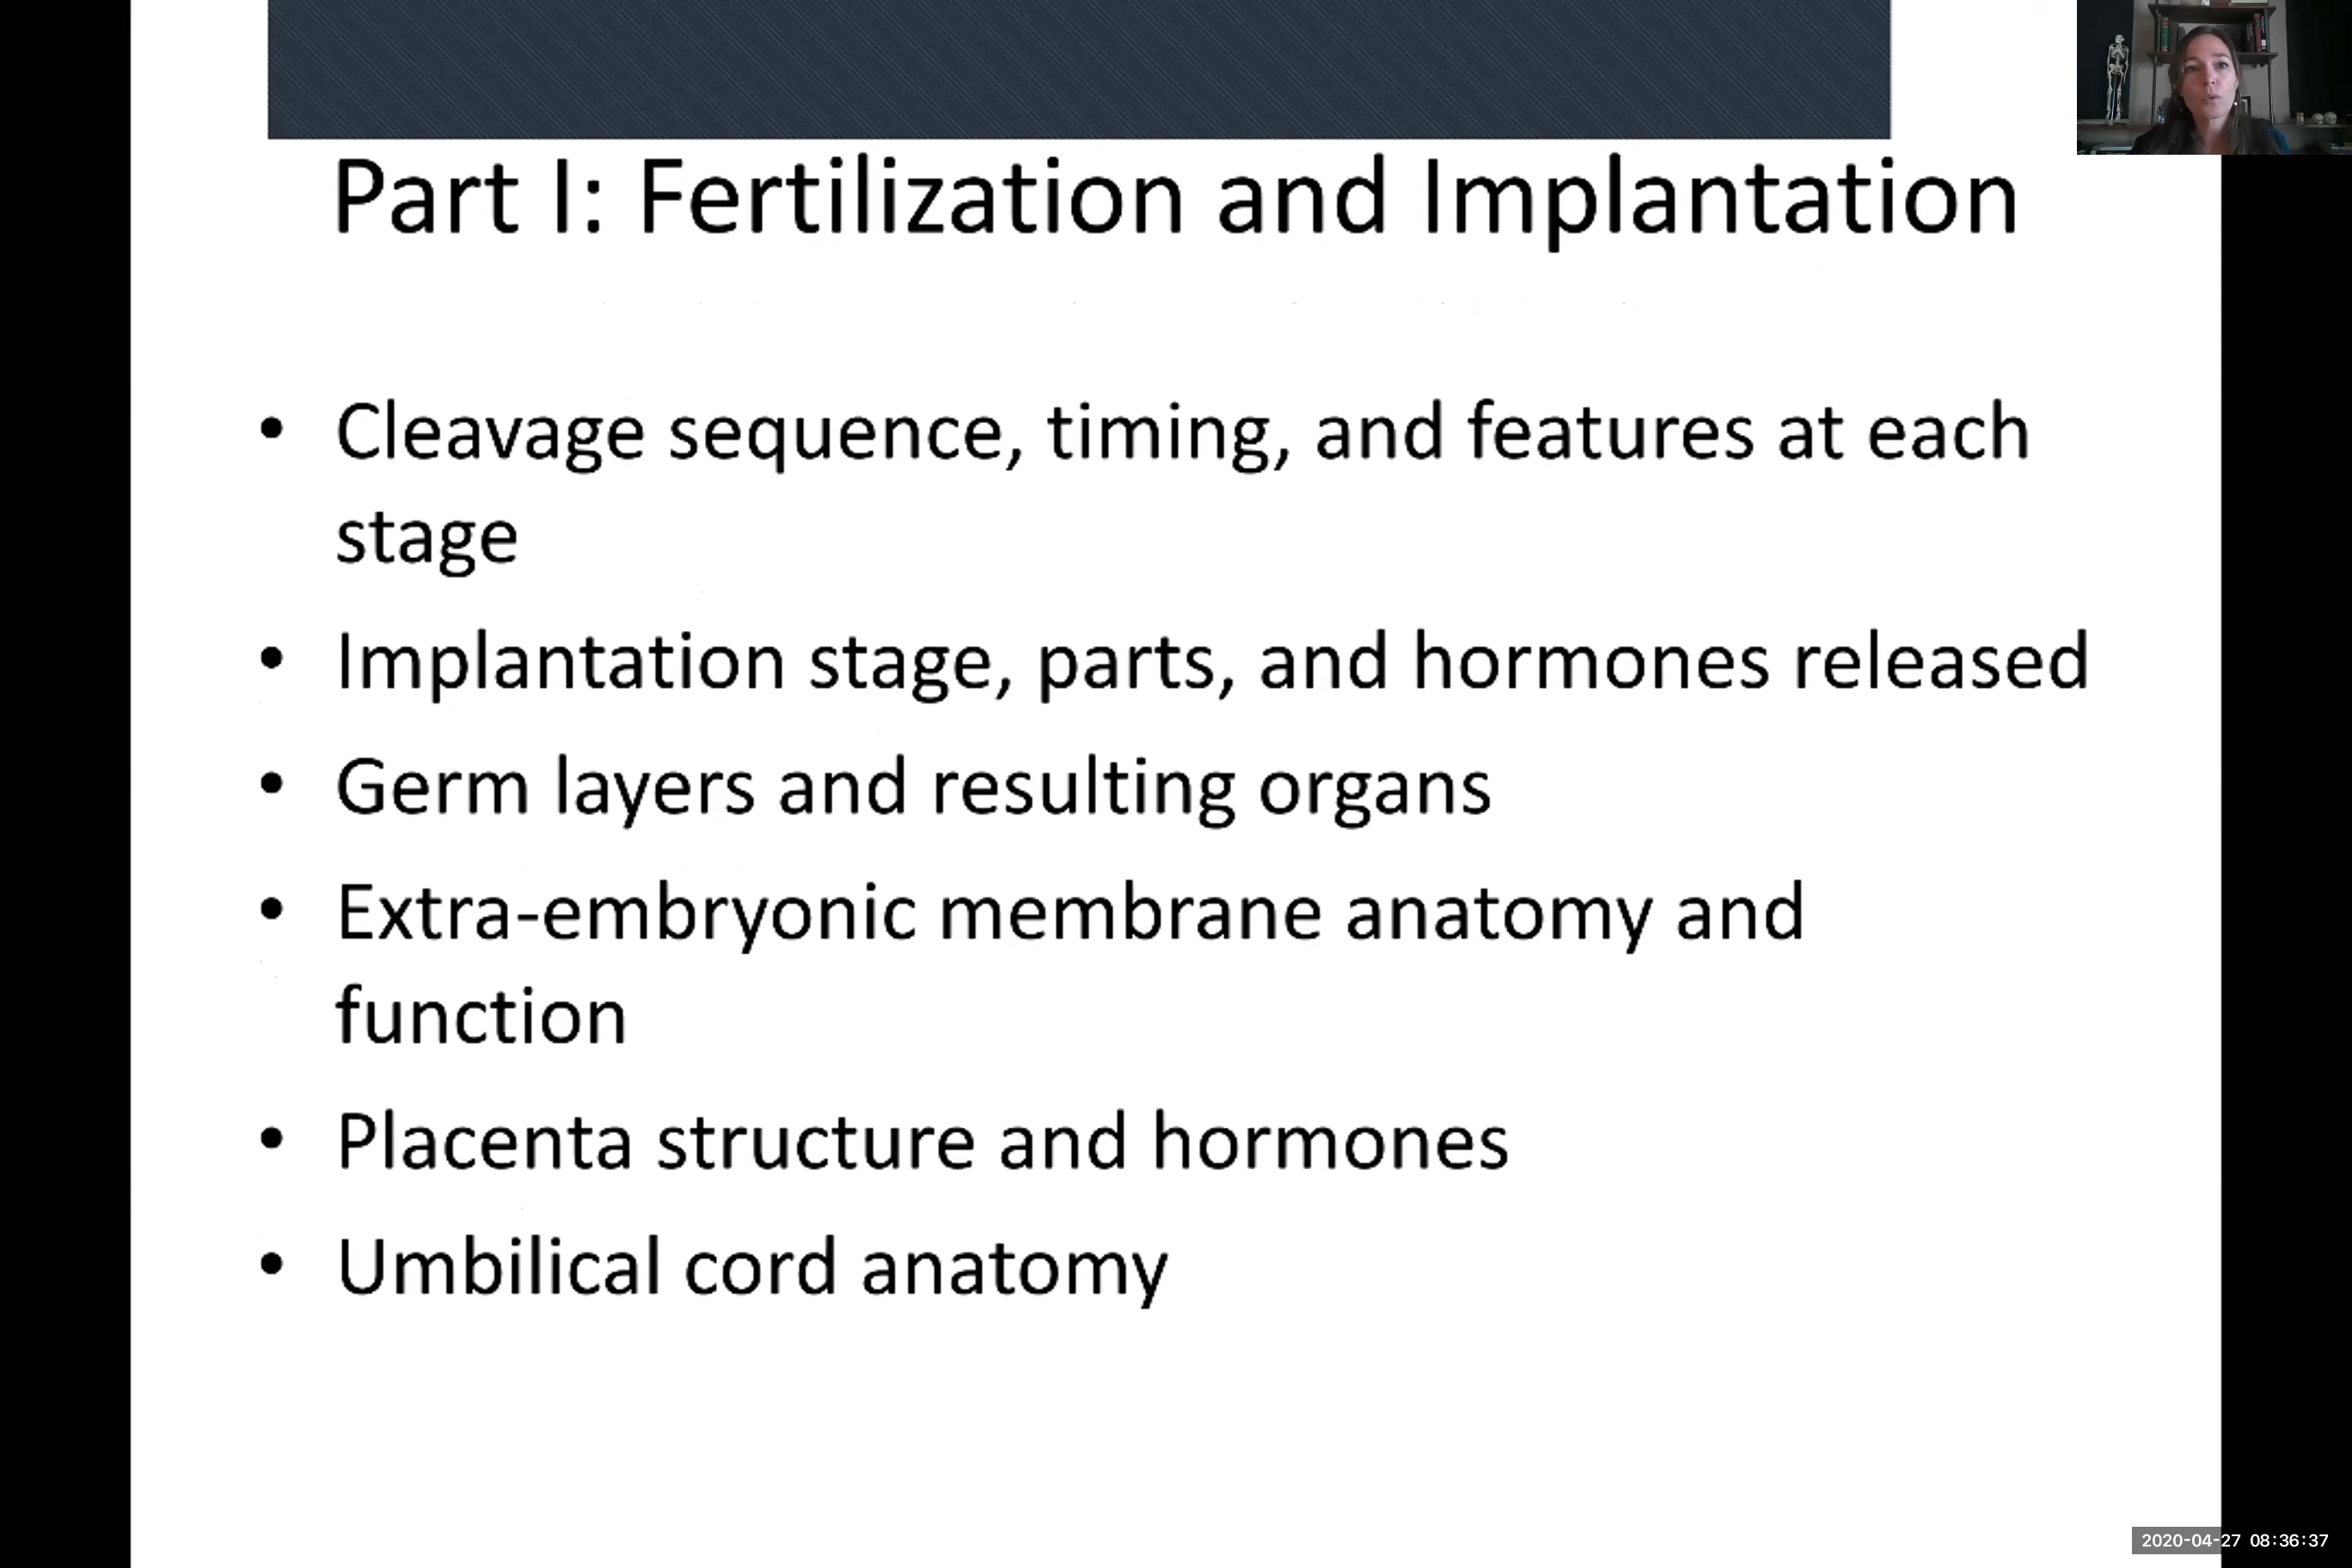 Part I: Fertilization and Implantation
• Cleavage sequence, timing, and features at each
stage
• Implantation stage, parts, and hormones released
• Germ layers and resulting organs
• Extra-embryonic membrane anatomy and
function
• Placenta structure and hormones
• Umbilical cord anatomy
2020-04-27 08:36:37